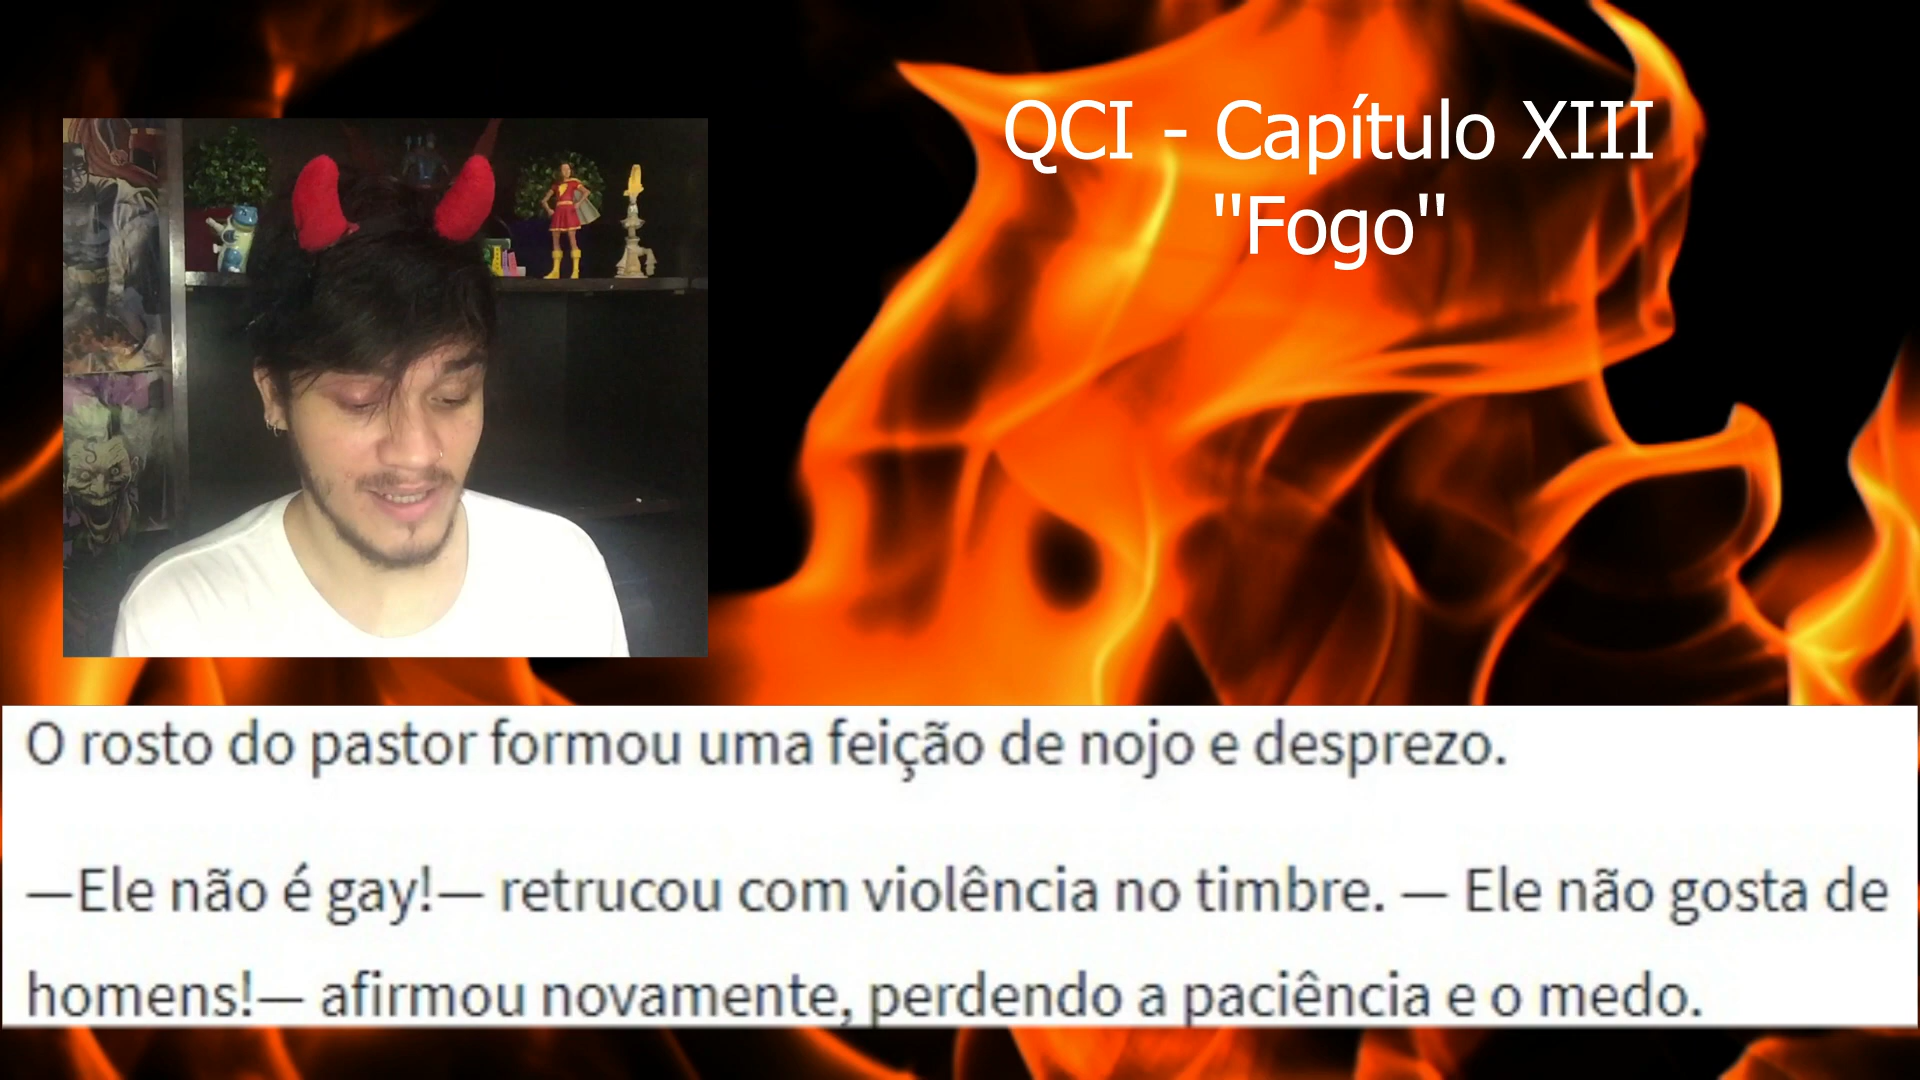 QCI - Capítulo XIII
"Fogo"
O rosto do pastor formou uma feição de nojo e desprezo.
—Ele não é gay!— retrucou com violência no timbre. — Ele não gosta de
homens!— afirmou novamente, perdendo a paciência e o medo.